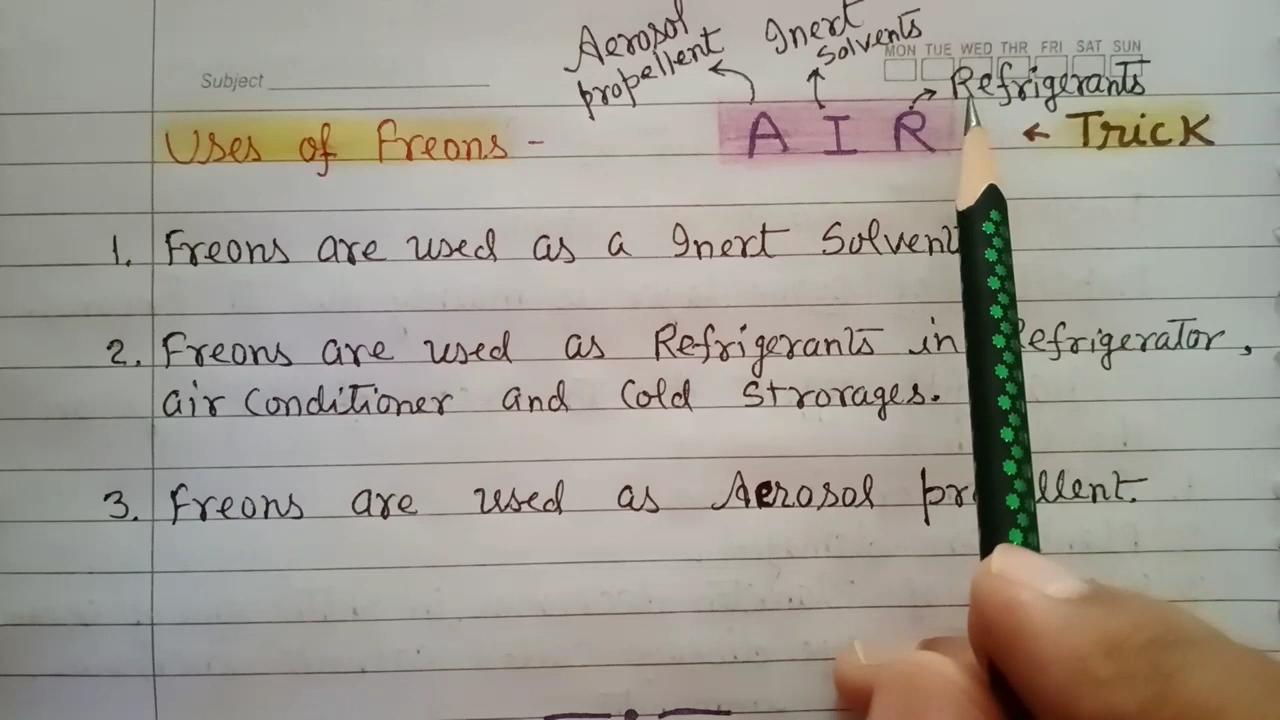 Aerosol propellent
Inert solvents
MON TUE WED THR FRI SAT SUN
Subject
Refrigerants
Uses of Freons - A I R ← Trick
1. Freons are used as a Inert Solvent
2. Freons are used as Refrigerants in Refrigerator,
air conditioner and cold strorages.
3. Freons are used as Aerosol